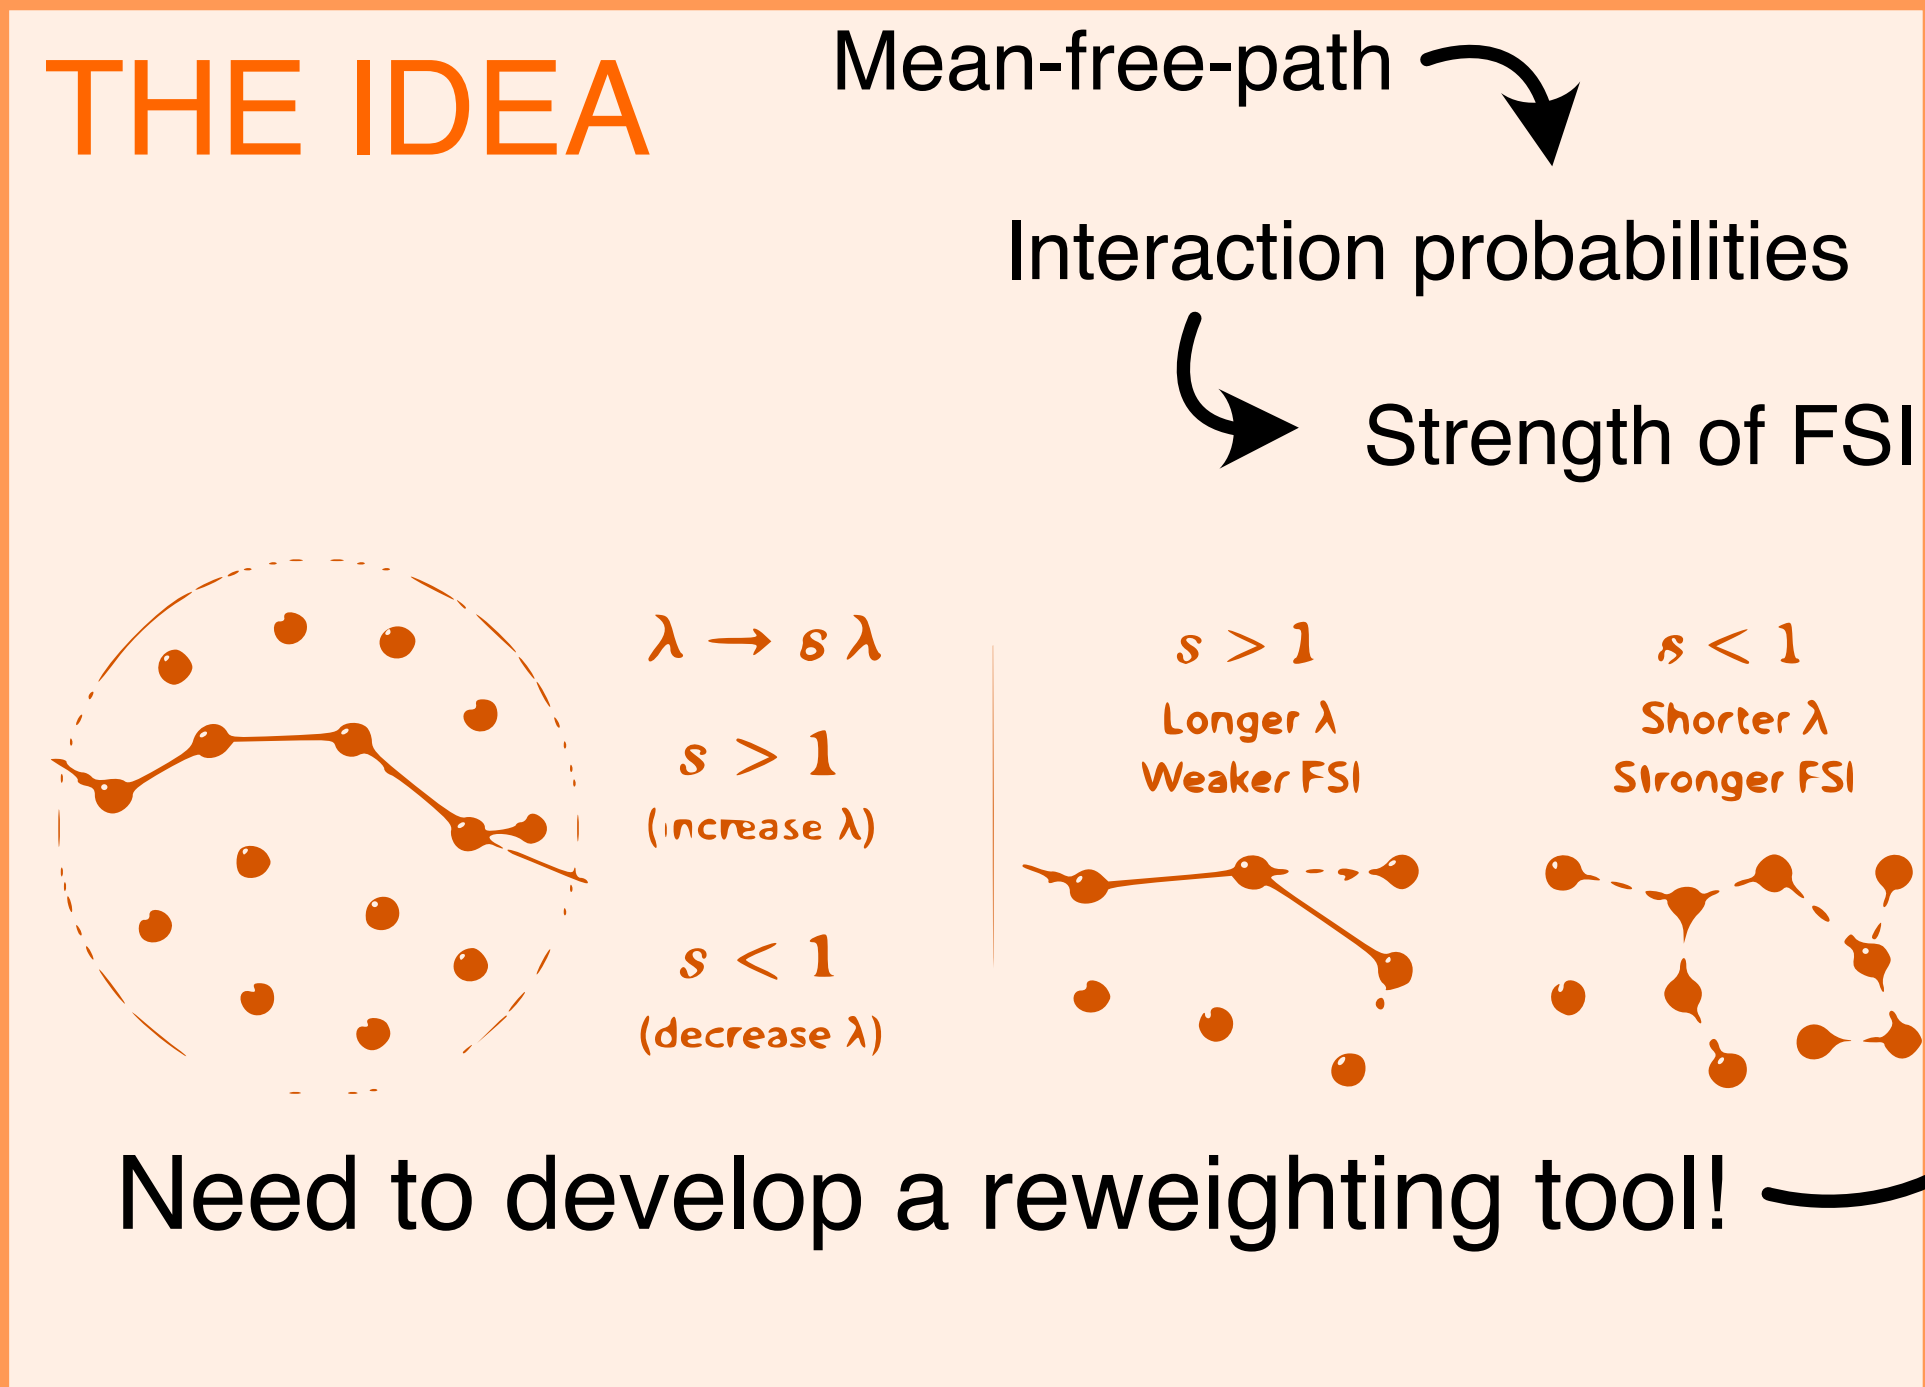 THE IDEA
Mean-free-path
Interaction probabilities
Strength of FSI
λ → s λ
s > 1
(increase λ)
s < 1
(decrease λ)
s > 1
Longer λ
Weaker FSI
s < 1
Shorter λ
SIronger FSI
Need to develop a reweighting tool!